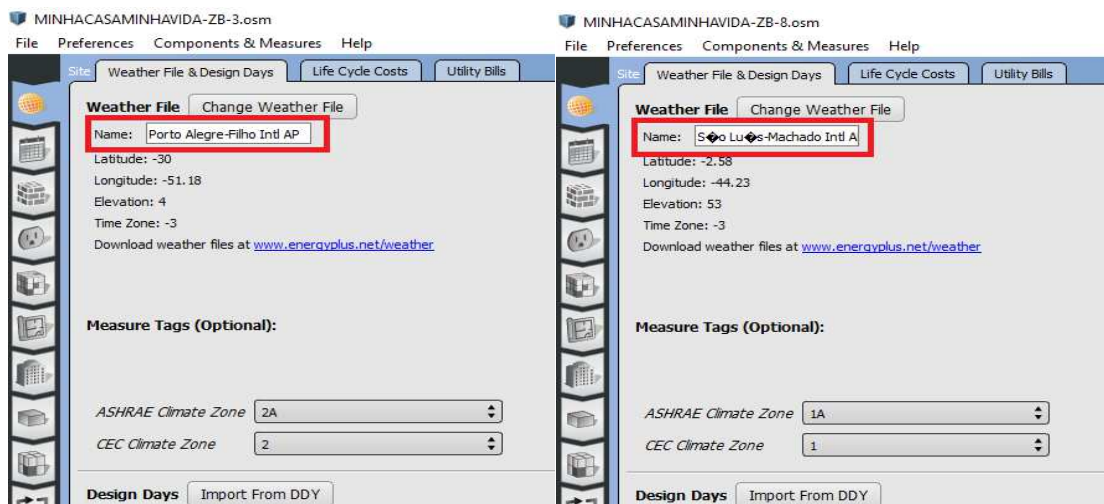 MINHACASAMINHAVIDA-ZB-3.osm
File Preferences Components & Measures Help
Site Weather File & Design Days Life Cycle Costs Utility Bills
Weather File Change Weather File
Name: Porto Alegre-Filho Intl AP
Latitude: -30
Longitude: -51.18
Elevation: 4
Time Zone: -3
Download weather files at www.energyplus.net/weather
Measure Tags (Optional):
ASHRAE Climate Zone 2A
CEC Climate Zone 2
Design Days Import From DDY
MINHACASAMINHAVIDA-ZB-8.osm
File Preferences Components & Measures Help
Site Weather File & Design Days Life Cycle Costs Utility Bills
Weather File Change Weather File
Name: S�o Lu�s-Machado Intl A
Latitude: -2.58
Longitude: -44.23
Elevation: 53
Time Zone: -3
Download weather files at www.energyplus.net/weather
Measure Tags (Optional):
ASHRAE Climate Zone 1A
CEC Climate Zone 1
Design Days Import From DDY